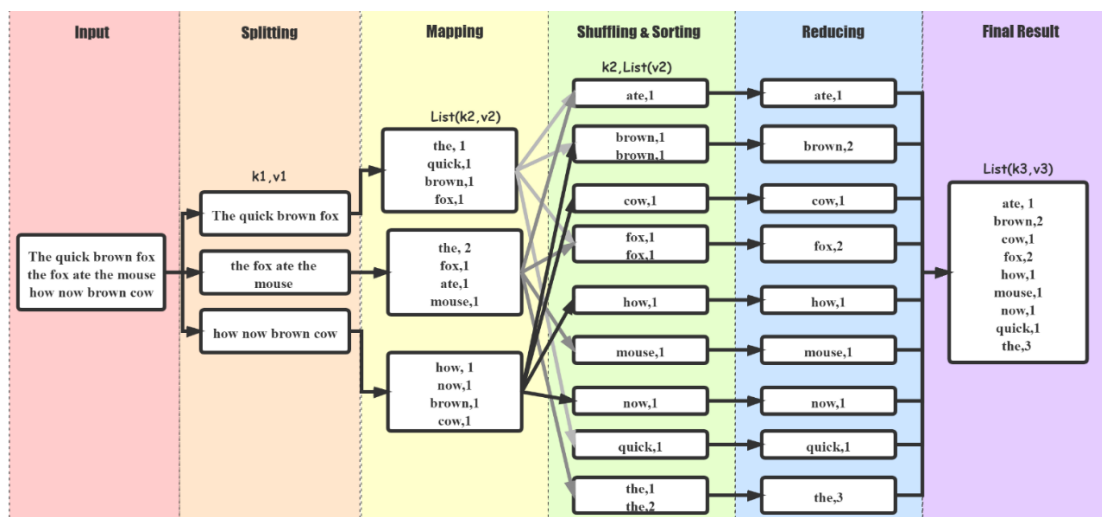 Input
Splitting
Mapping
Shuffling & Sorting
Reducing
Final Result
The quick brown fox
the fox ate the mouse
how now brown cow
k1,v1
The quick brown fox
the fox ate the
mouse
how now brown cow
List(k2,v2)
the, 1
quick,1
brown,1
fox,1
the, 2
fox,1
ate,1
mouse,1
how, 1
now,1
brown,1
cow,1
k2,List(v2)
ate,1
brown,1
brown,1
cow,1
fox,1
fox,1
how,1
mouse,1
now,1
quick,1
the,1
the,2
ate,1
brown,2
cow,1
fox,2
how,1
mouse,1
now,1
quick,1
the,3
List(k3,v3)
ate, 1
brown,2
cow,1
fox,2
how,1
mouse,1
now,1
quick,1
the,3